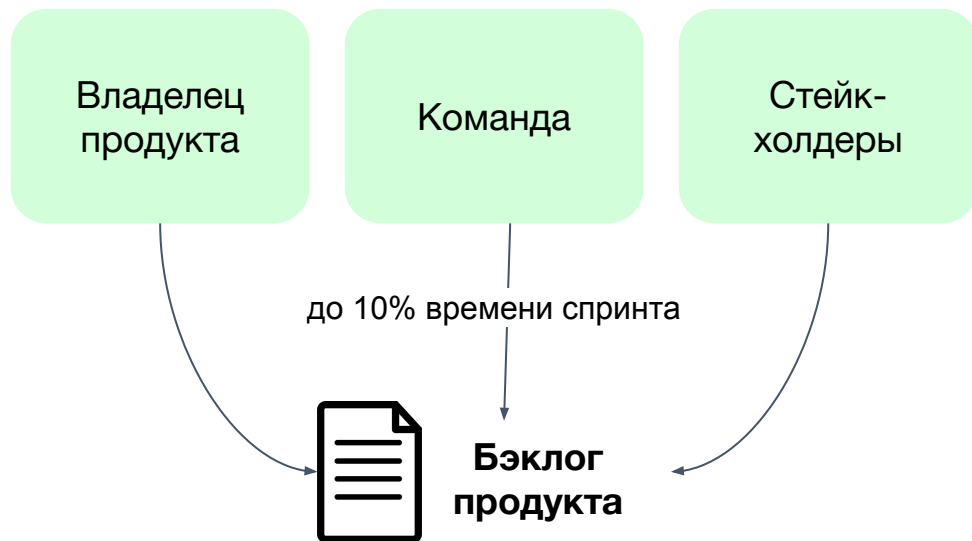 Владелец
продукта
Команда
Стейк-
холдеры
до 10% времени спринта
Бэклог
продукта